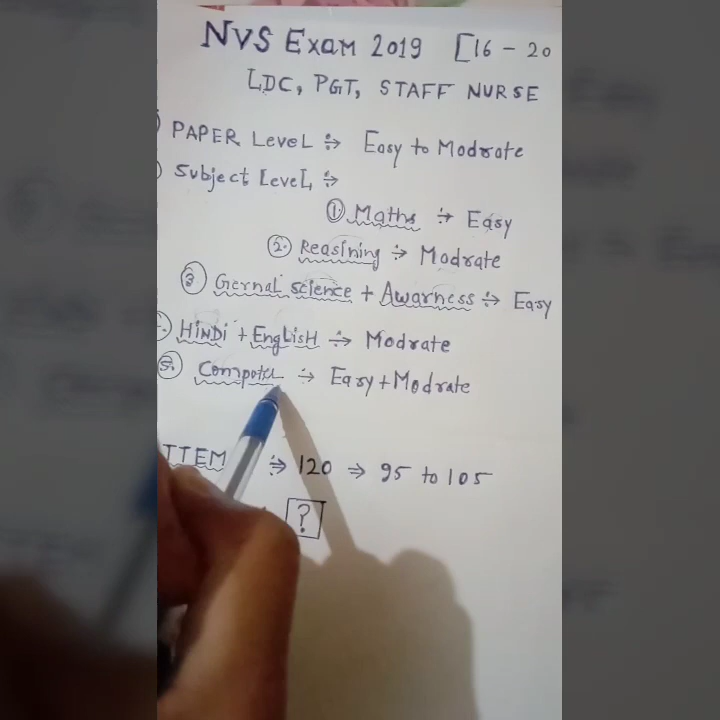 NVS Exam 2019 [16 - 20
LDC, PGT, STAFF NURSE
) PAPER Level ➔ Easy to Modrate
) Subject Level ➔
① Maths ➔ Easy
② Reasining ➔ Modrate
③ Gernal science + Awarness ➔ Easy
HINDi + EngLisH ➔ Modrate
⑤ Computer ➔ Easy + Modrate
TTEM ➔ 120 ⇒ 95 to 105
?